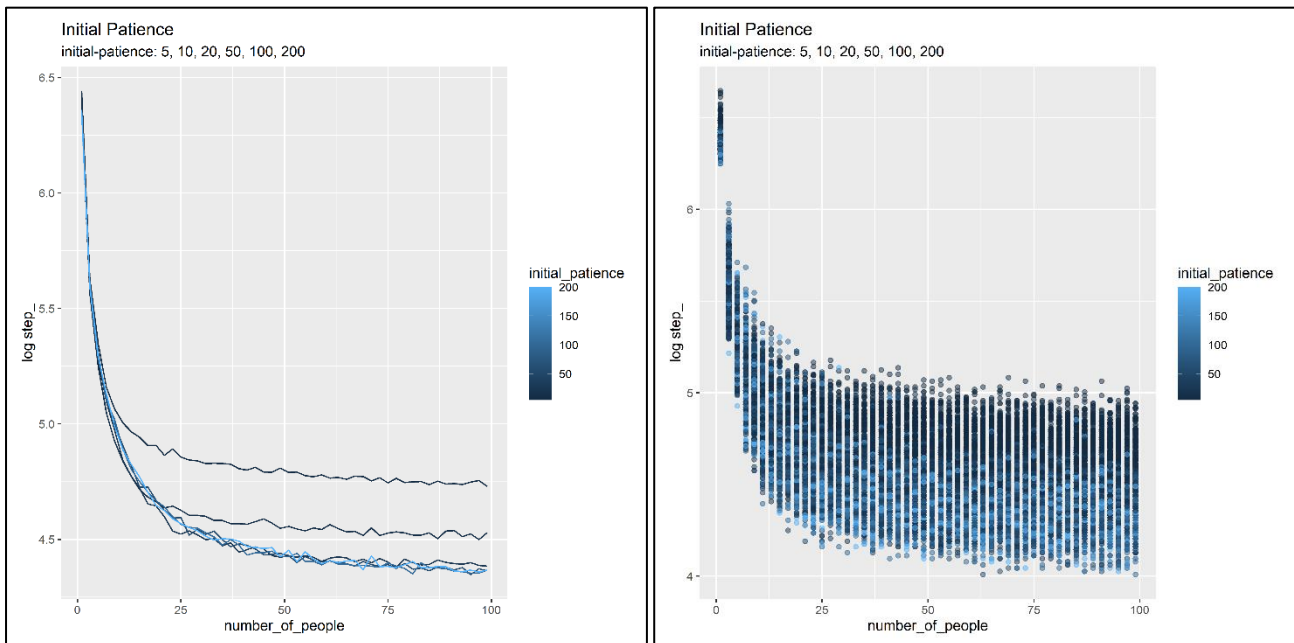 Initial Patience
initial-patience: 5, 10, 20, 50, 100, 200
6.5
6.0
5.5
5.0
4.5
log step_
0
25
50
75
100
number_of_people
initial_patience
200
150
100
50
Initial Patience
initial-patience: 5, 10, 20, 50, 100, 200
6
5
4
log step_
0
25
50
75
100
number_of_people
initial_patience
200
150
100
50